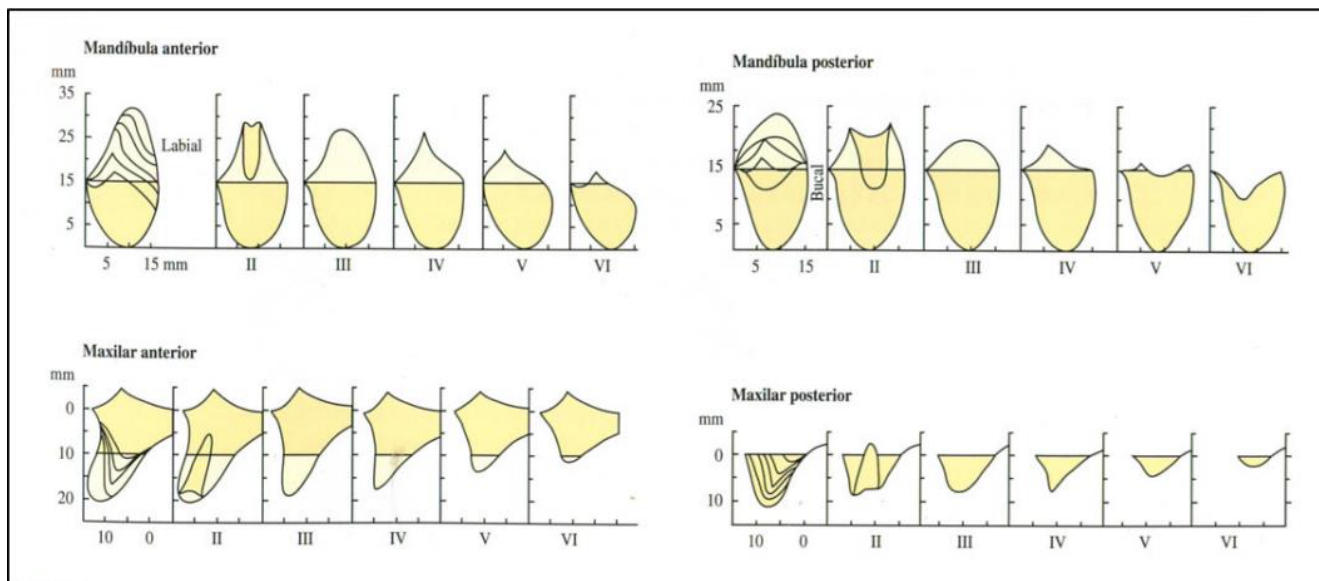 Mandíbula anterior
mm
35
25
15
5
Labial
5 15 mm II III IV V VI
Mandíbula posterior
mm
25
15
5
Bucal
5 15 II III IV V VI
Maxilar anterior
mm
0
10
20
10 0 II III IV V VI
Maxilar posterior
mm
0
10
10 0 II III IV V VI